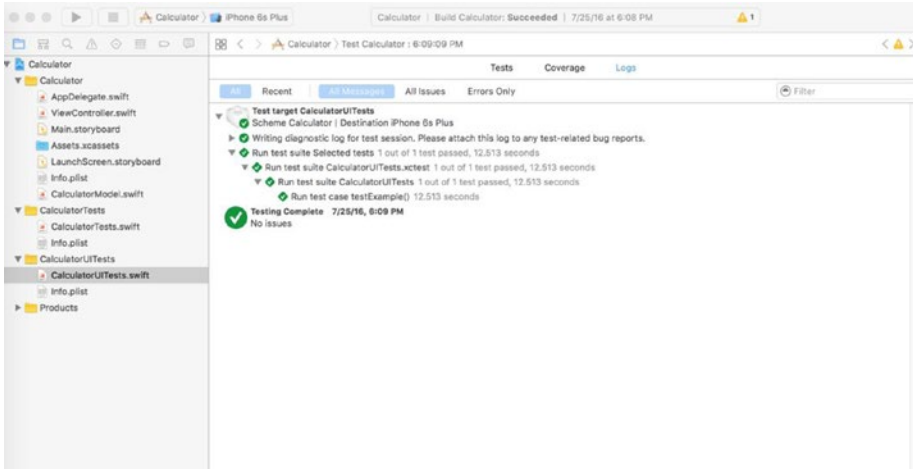 Calculator iPhone 6s Plus Calculator | Build Calculator: Succeeded | 7/25/16 at 6:08 PM 1
Calculator Test Calculator : 6:09:09 PM
Calculator
Calculator
AppDelegate.swift
ViewController.swift
Main.storyboard
Assets.xcassets
LaunchScreen.storyboard
Info.plist
CalculatorModel.swift
CalculatorTests
CalculatorTests.swift
Info.plist
CalculatorUITests
CalculatorUITests.swift
Info.plist
Products
Tests Coverage Logs
All Recent All Messages All Issues Errors Only Filter
Test target CalculatorUITests
Scheme Calculator | Destination iPhone 6s Plus
Writing diagnostic log for test session. Please attach this log to any test-related bug reports.
Run test suite Selected tests 1 out of 1 test passed, 12.513 seconds
Run test suite CalculatorUITests.xctest 1 out of 1 test passed, 12.513 seconds
Run test suite CalculatorUITests 1 out of 1 test passed, 12.513 seconds
Run test case testExample() 12.513 seconds
Testing Complete 7/25/16, 6:09 PM
No issues